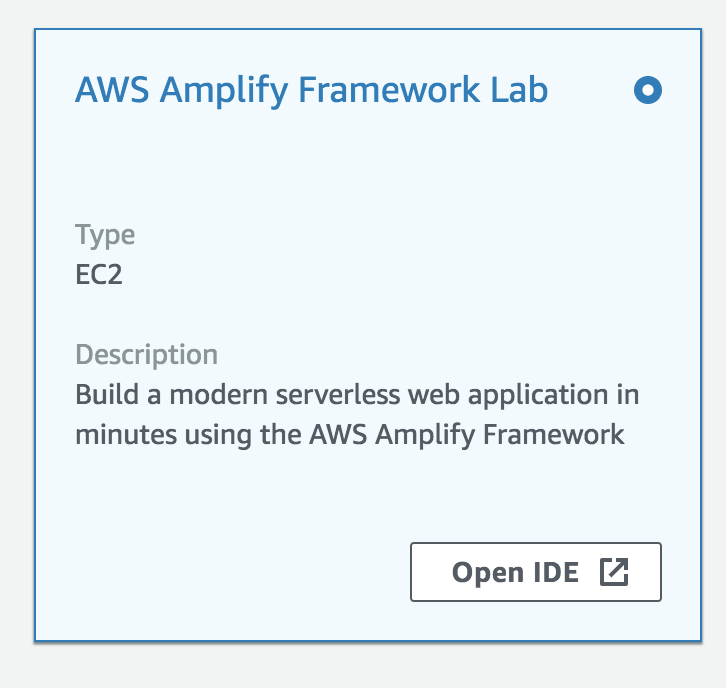 AWS Amplify Framework Lab
Type
EC2
Description
Build a modern serverless web application in
minutes using the AWS Amplify Framework
Open IDE